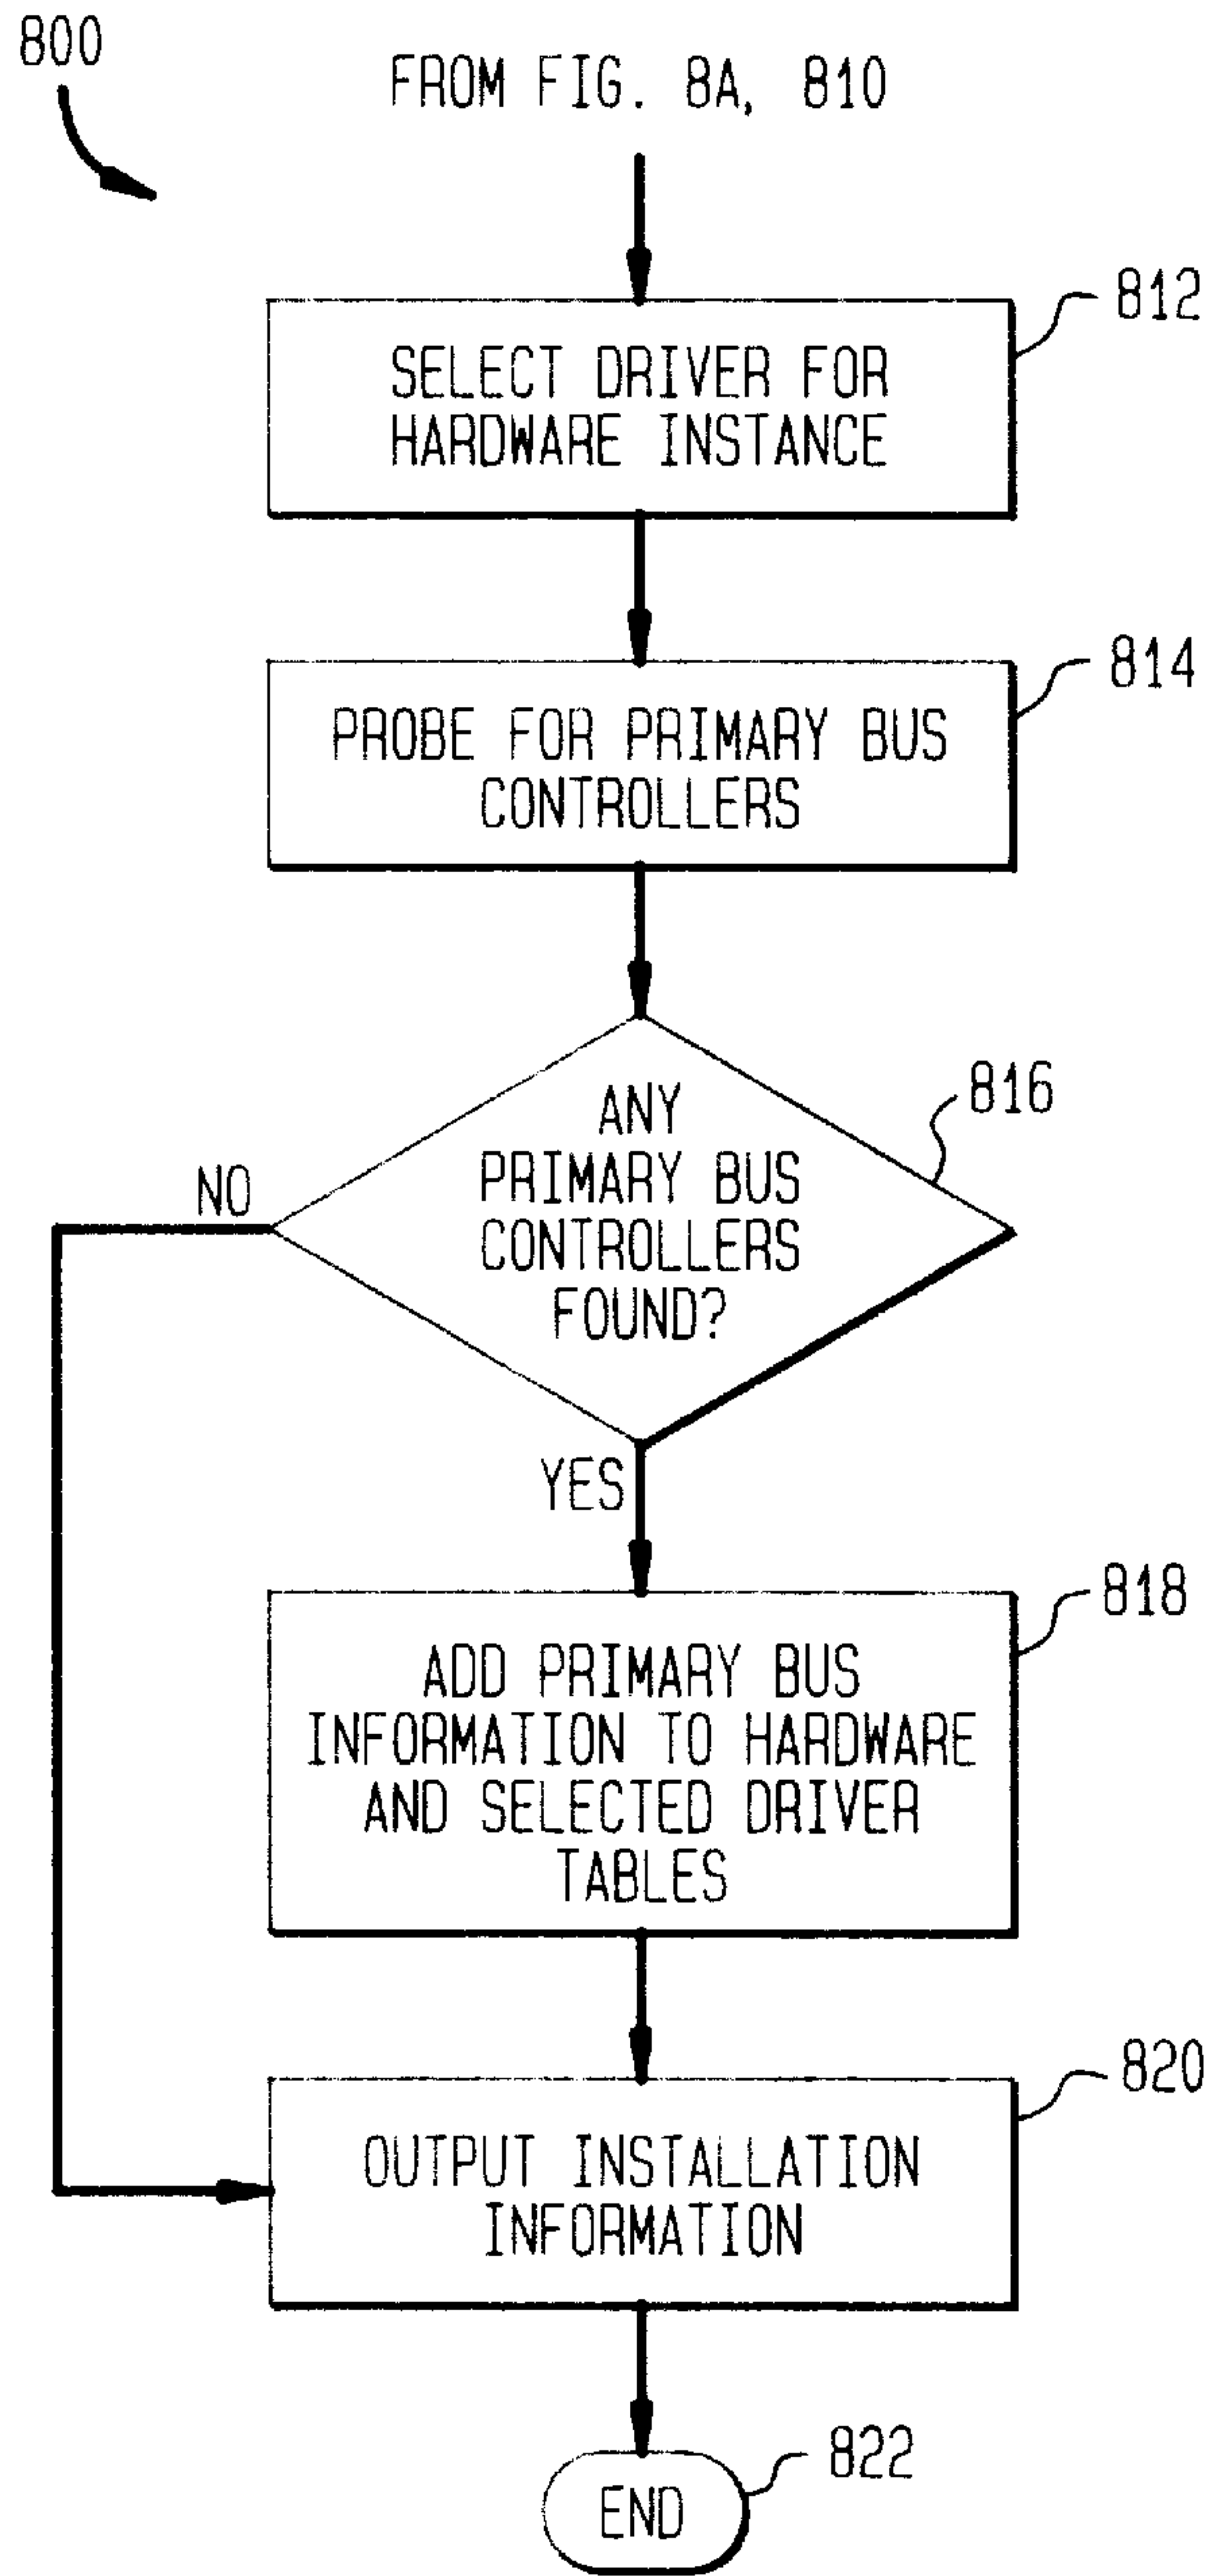 800
FROM FIG. 8A, 810
812
SELECT DRIVER FOR
HARDWARE INSTANCE
814
PROBE FOR PRIMARY BUS
CONTROLLERS
816
ANY
PRIMARY BUS
CONTROLLERS
FOUND?
NO
YES
818
ADD PRIMARY BUS
INFORMATION TO HARDWARE
AND SELECTED DRIVER
TABLES
820
OUTPUT INSTALLATION
INFORMATION
822
END